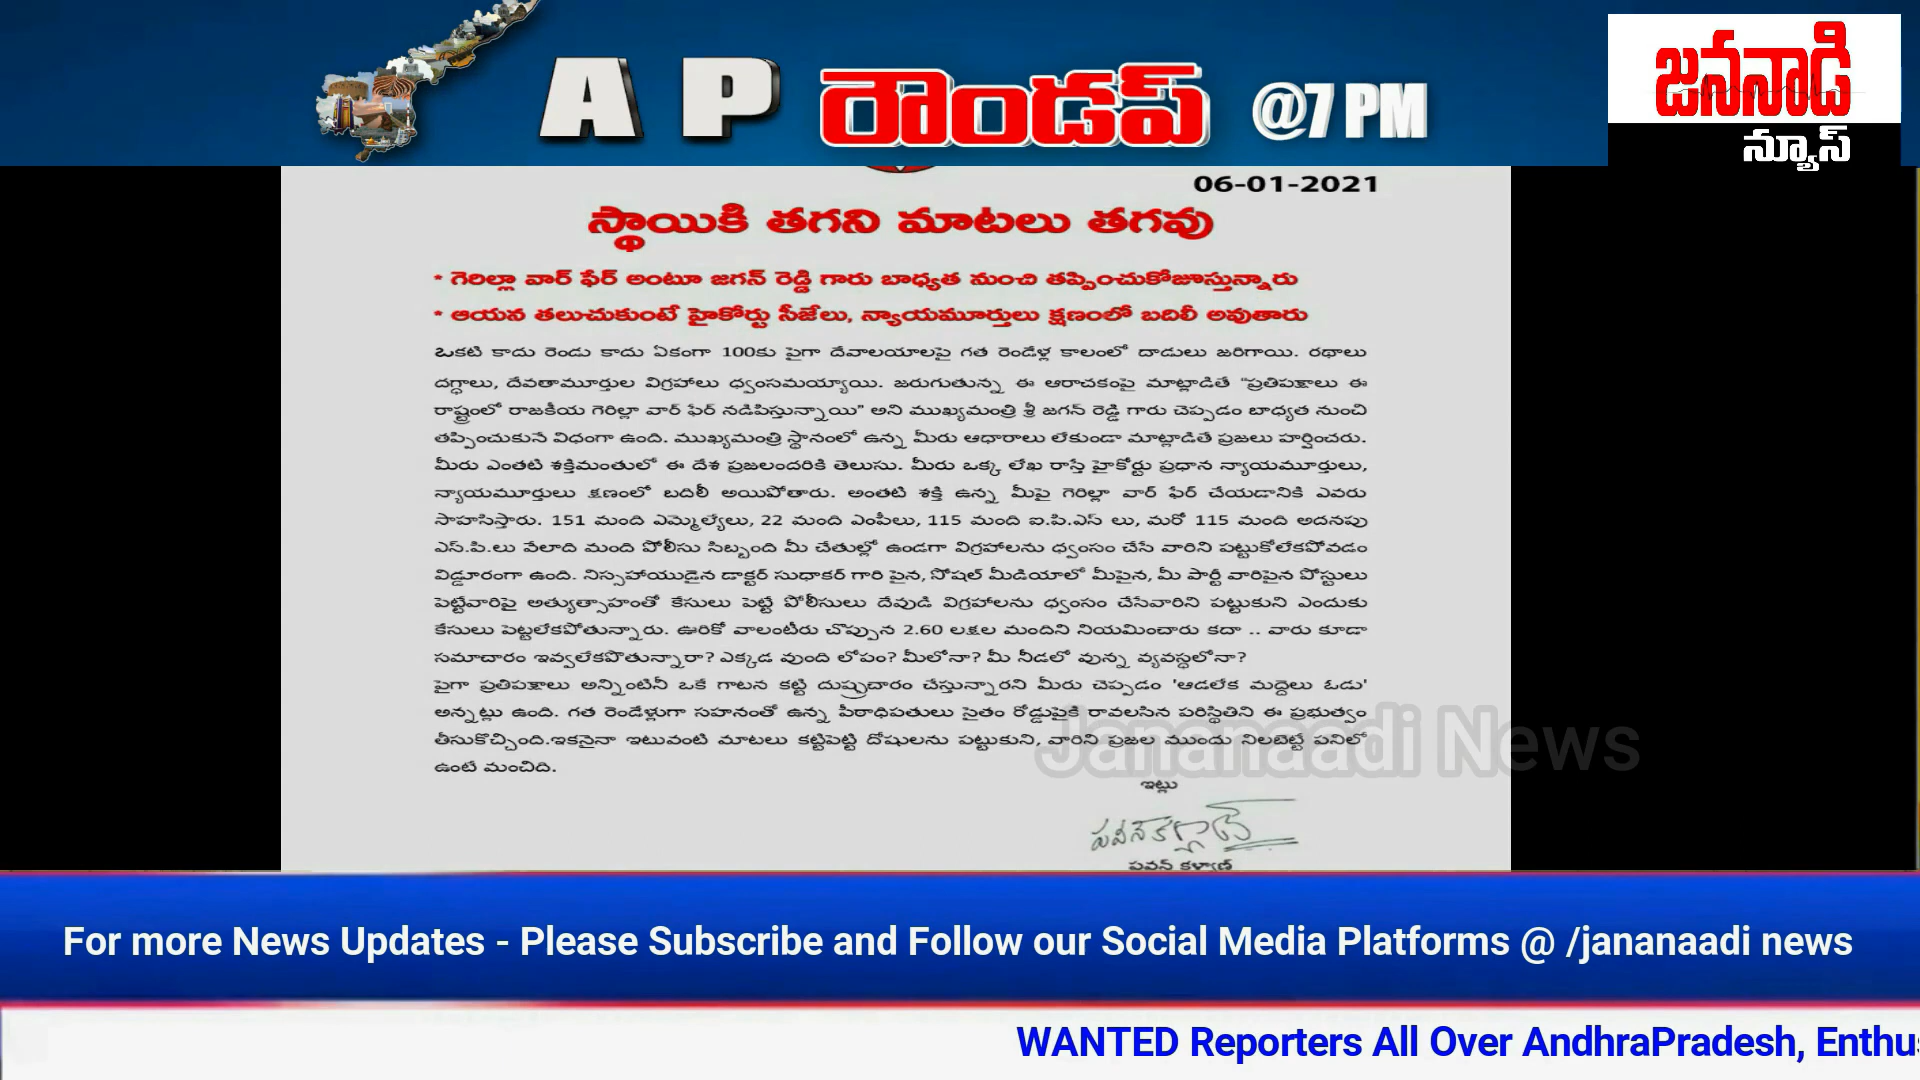 A P రౌండప్ @7 PM
జననాడి
న్యూస్
06-01-2021
స్థాయికి తగని మాటలు తగవు
* గెరిల్లా వార్ ఫేర్ అంటూ జగన్ రెడ్డి గారు బాధ్యత నుంచి తప్పించుకోజూస్తున్నారు
* ఆయన తలుచుకుంటే హైకోర్టు సీజేలు, న్యాయమూర్తులు క్షణంలో బదిలీ అవుతారు
ఒకటి కాదు రెండు కాదు ఏకంగా 100కు పైగా దేవాలయాలపై గత రెండేళ్ల కాలంలో దాడులు జరిగాయి. రథాలు
దగ్ధాలు, దేవతామూర్తుల విగ్రహాలు ధ్వంసమయ్యాయి. జరుగుతున్న ఈ ఆరాచకంపై మాట్లాడితే "ప్రతిపక్షాలు ఈ
రాష్ట్రంలో రాజకీయ గెరిల్లా వార్ ఫేర్ నడిపిస్తున్నాయి" అని ముఖ్యమంత్రి శ్రీ జగన్ రెడ్డి గారు చెప్పడం బాధ్యత నుంచి
తప్పించుకునే విధంగా ఉంది. ముఖ్యమంత్రి స్థానంలో ఉన్న మీరు ఆధారాలు లేకుండా మాట్లాడితే ప్రజలు హర్షించరు.
మీరు ఎంతటి శక్తిమంతులో ఈ దేశ ప్రజలందరికి తెలుసు. మీరు ఒక్క లేఖ రాస్తే హైకోర్టు ప్రధాన న్యాయమూర్తులు,
న్యాయమూర్తులు క్షణంలో బదిలీ అయిపోతారు. అంతటి శక్తి ఉన్న మీపై గెరిల్లా వార్ ఫేర్ చేయడానికి ఎవరు
సాహసిస్తారు. 151 మంది ఎమ్మెల్యేలు, 22 మంది ఎంపీలు, 115 మంది ఐ.పి.ఎస్ లు, మరో 115 మంది అదనపు
ఎస్.పి.లు వేలాది మంది పోలీసు సిబ్బంది మీ చేతుల్లో ఉండగా విగ్రహాలను ధ్వంసం చేసే వారిని పట్టుకోలేకపోవడం
విడ్డూరంగా ఉంది. నిస్సహాయుడైన డాక్టర్ సుధాకర్ గారి పైన, సోషల్ మీడియాలో మీపైన, మీ పార్టీ వారిపైన పోస్టులు
పెట్టేవారిపై అత్యుత్సాహంతో కేసులు పెట్టే పోలీసులు దేవుడి విగ్రహాలను ధ్వంసం చేసేవారిని పట్టుకుని ఎందుకు
కేసులు పెట్టలేకపోతున్నారు. ఊరికో వాలంటీరు చొప్పున 2.60 లక్షల మందిని నియమించారు కదా .. వారు కూడా
సమాచారం ఇవ్వలేకపొతున్నారా? ఎక్కడ వుంది లోపం? మీలోనా? మీ నీడలో వున్న వ్యవస్థలోనా?
పైగా ప్రతిపక్షాలు అన్నింటినీ ఒకే గాటన కట్టి దుష్ప్రచారం చేస్తున్నారని మీరు చెప్పడం 'ఆడలేక మద్దెలు ఓడు'
అన్నట్లు ఉంది. గత రెండేళ్లుగా సహనంతో ఉన్న పీఠాధిపతులు సైతం రోడ్డుపైకి రావలసిన పరిస్థితిని ఈ ప్రభుత్వం
తీసుకొచ్చింది.ఇకనైనా ఇటువంటి మాటలు కట్టిపెట్టి దోషులను పట్టుకుని, వారిని ప్రజల ముందు నిలబెట్టే పనిలో
ఉంటే మంచిది.
Jananaadi News
ఇట్లు
పవన్ కళ్యాణ్
For more News Updates - Please Subscribe and Follow our Social Media Platforms @ /jananaadi news
WANTED Reporters All Over AndhraPradesh,